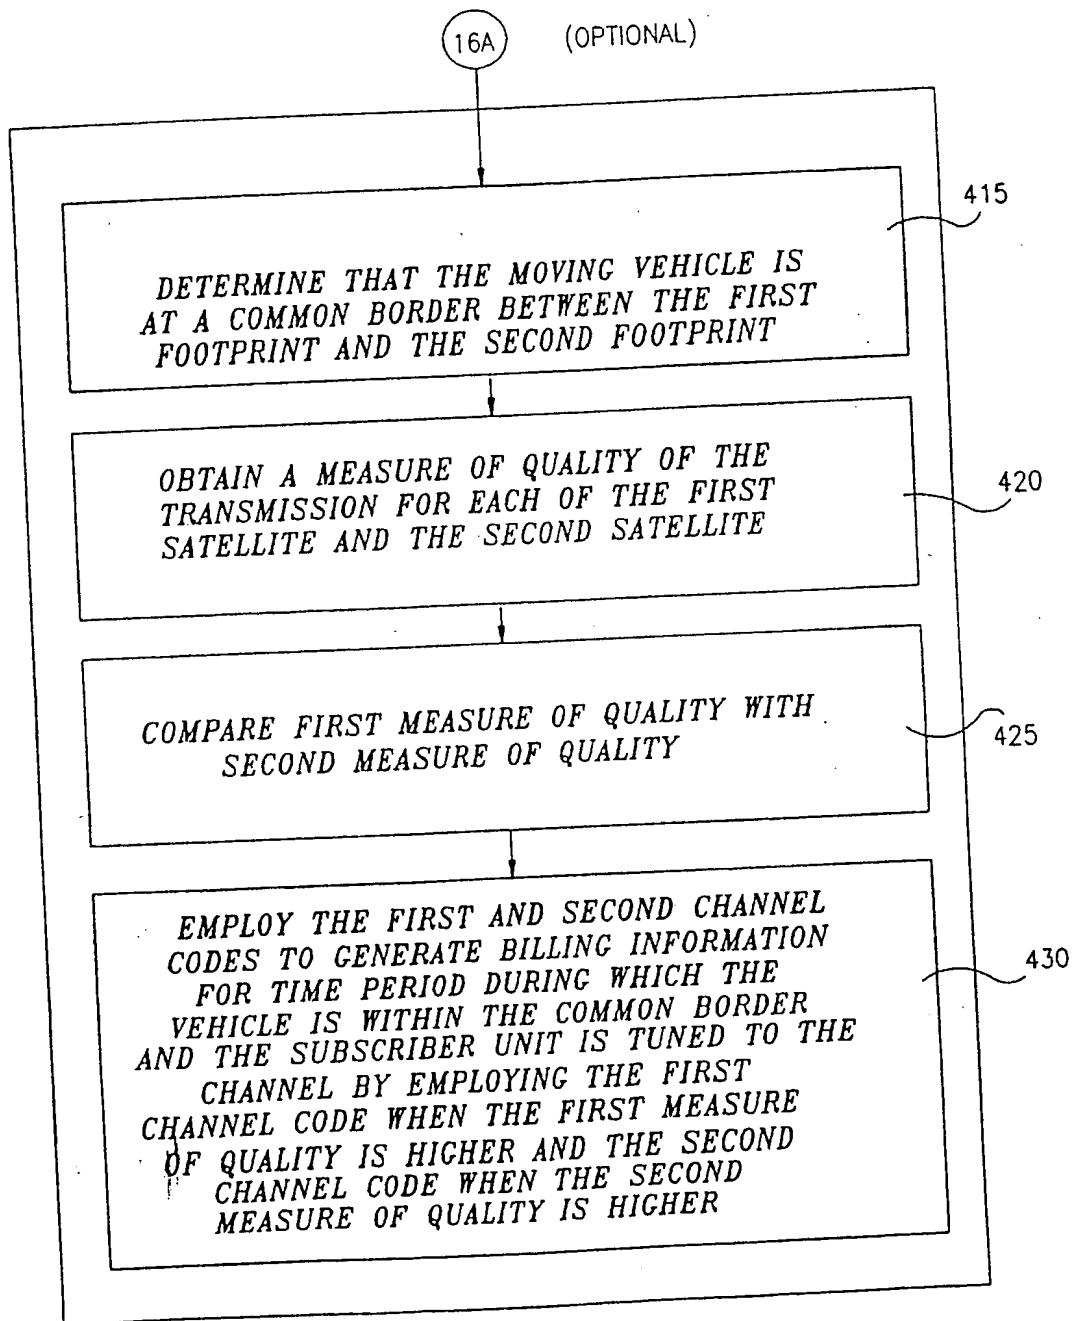 16A (OPTIONAL)
415
DETERMINE THAT THE MOVING VEHICLE IS
AT A COMMON BORDER BETWEEN THE FIRST
FOOTPRINT AND THE SECOND FOOTPRINT
420
OBTAIN A MEASURE OF QUALITY OF THE
TRANSMISSION FOR EACH OF THE FIRST
SATELLITE AND THE SECOND SATELLITE
425
COMPARE FIRST MEASURE OF QUALITY WITH
SECOND MEASURE OF QUALITY
430
EMPLOY THE FIRST AND SECOND CHANNEL
CODES TO GENERATE BILLING INFORMATION
FOR TIME PERIOD DURING WHICH THE
VEHICLE IS WITHIN THE COMMON BORDER
AND THE SUBSCRIBER UNIT IS TUNED TO THE
CHANNEL BY EMPLOYING THE FIRST
CHANNEL CODE WHEN THE FIRST MEASURE
OF QUALITY IS HIGHER AND THE SECOND
CHANNEL CODE WHEN THE SECOND
MEASURE OF QUALITY IS HIGHER